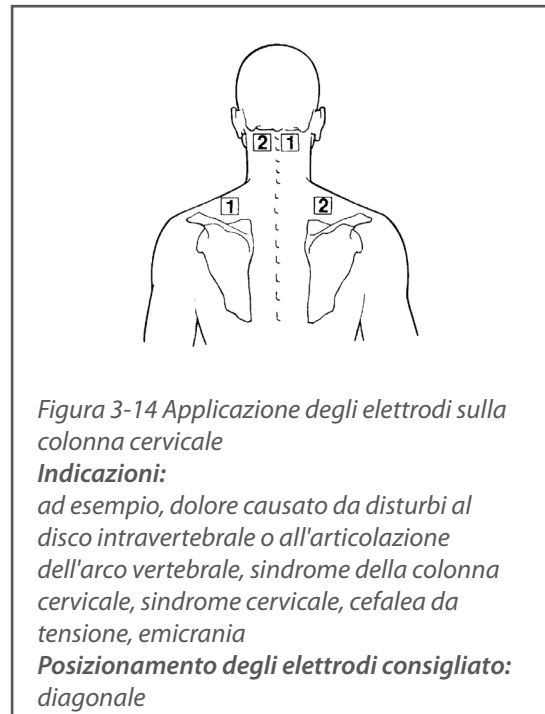 2 1
1 2
Figura 3-14 Applicazione degli elettrodi sulla
colonna cervicale
Indicazioni:
ad esempio, dolore causato da disturbi al
disco intravertebrale o all'articolazione
dell'arco vertebrale, sindrome della colonna
cervicale, sindrome cervicale, cefalea da
tensione, emicrania
Posizionamento degli elettrodi consigliato:
diagonale